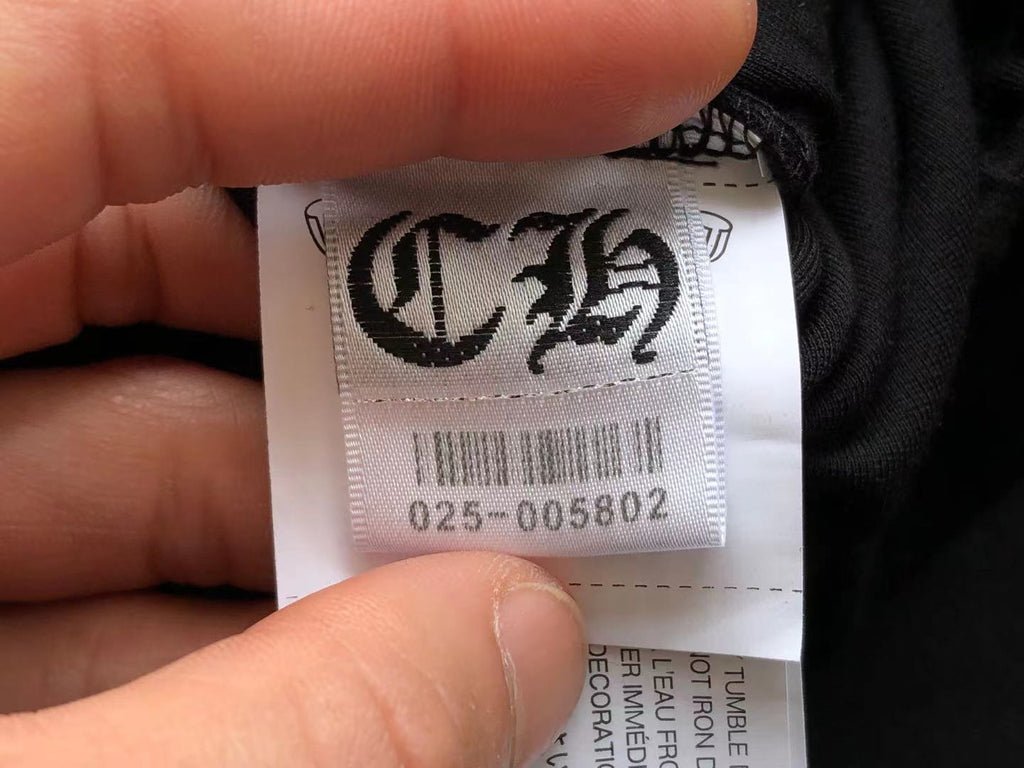 CH
025-005802
TUMBLE
NOT IRON D
L'EAU FRO
ER IMMÉD
DECORATI